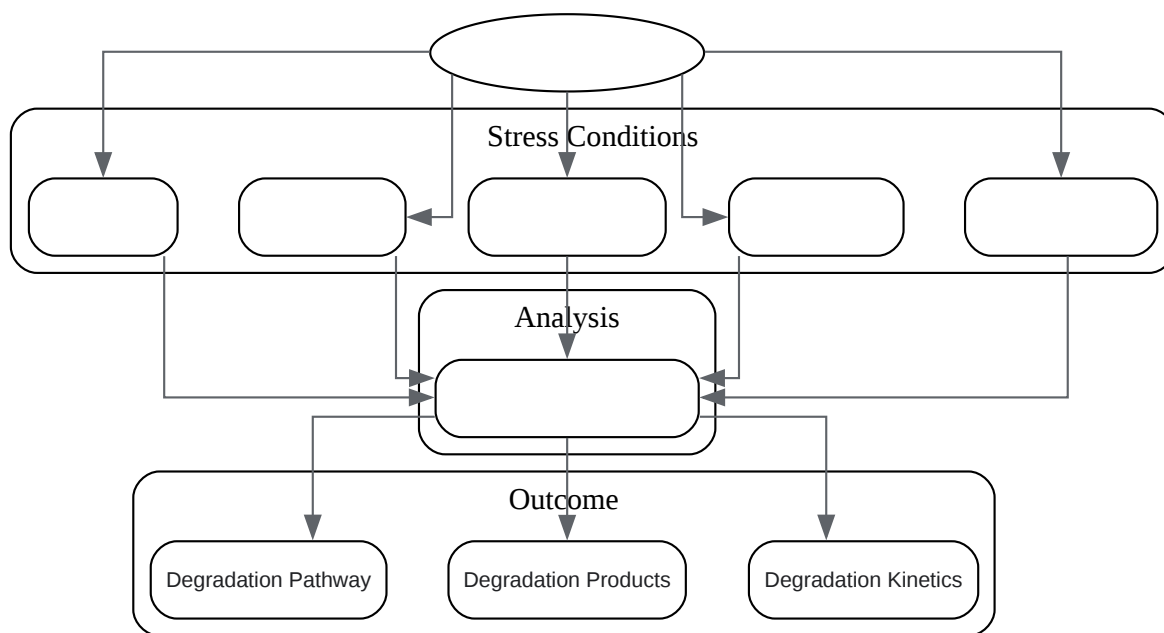 Stress Conditions
Analysis
Outcome
Degradation Pathway
Degradation Products
Degradation Kinetics